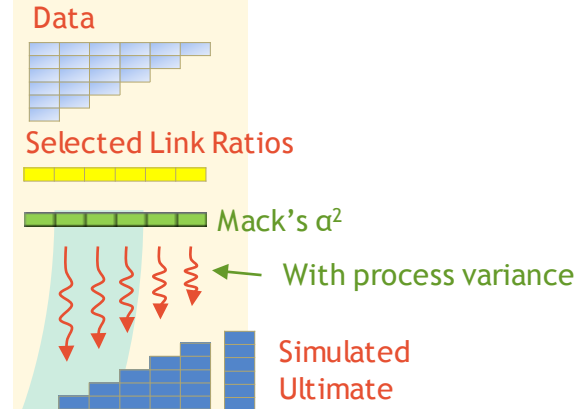 Data
Selected Link Ratios
Mack's α²
With process variance
Simulated
Ultimate